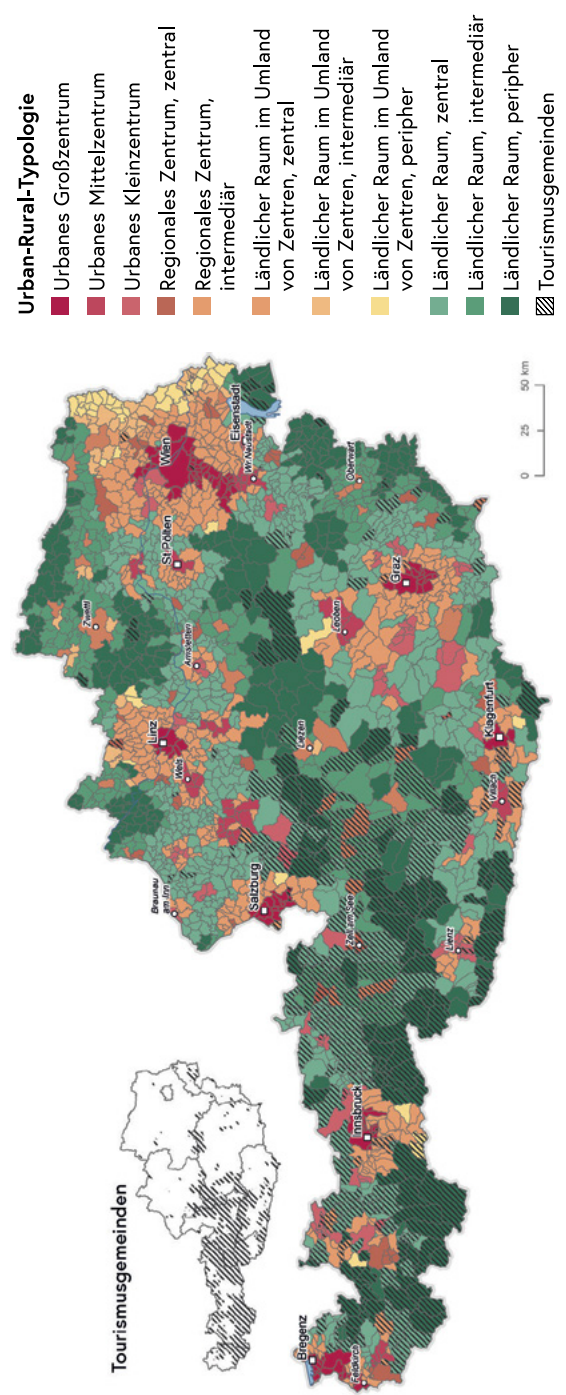 Urban-Rural-Typologie
Urbanes Großzentrum
Urbanes Mittelzentrum
Urbanes Kleinzentrum
Regionales Zentrum, zentral
Regionales Zentrum,
intermediär
Ländlicher Raum im Umland
von Zentren, zentral
Ländlicher Raum im Umland
von Zentren, intermediär
Ländlicher Raum im Umland
von Zentren, peripher
Ländlicher Raum, zentral
Ländlicher Raum, intermediär
Ländlicher Raum, peripher
Tourismusgemeinden
Tourismusgemeinden
Zwettl
Linz
Wels
Amstetten
St.Pölten
Wien
Eisenstadt
Wr.Neustadt
Braunau
am.Inn
Salzburg
Liezen
Leoben
Oberwart
Graz
Bregenz
Feldkirch
Innsbruck
Zell am See
Lienz
Villach
Klagenfurt
0 25 50 km